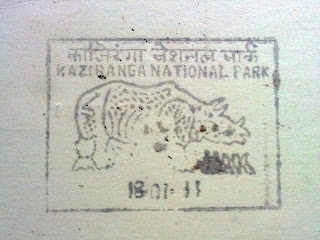 काजिरंगा नेशनल पार्क
KAZIRANGA NATIONAL PARK
18-01-11